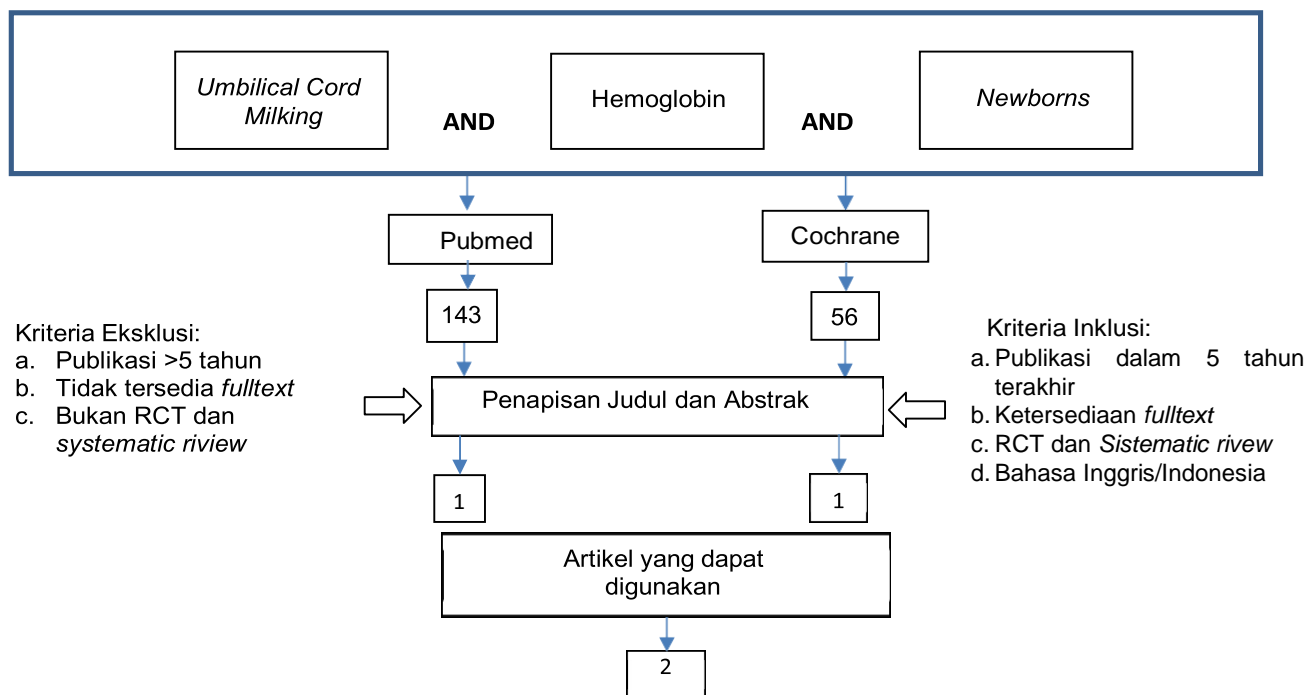 Umbilical Cord
Milking
AND
Hemoglobin
AND
Newborns
Pubmed
Cochrane
143
56
Kriteria Eksklusi:
a. Publikasi >5 tahun
b. Tidak tersedia fulltext
c. Bukan RCT dan
systematic riview
Penapisan Judul dan Abstrak
Kriteria Inklusi:
a. Publikasi dalam 5 tahun
terakhir
b. Ketersediaan fulltext
c. RCT dan Sistematic rivew
d. Bahasa Inggris/Indonesia
1
1
Artikel yang dapat
digunakan
2